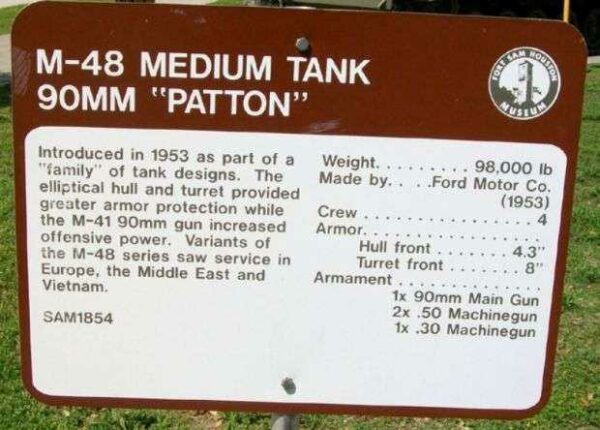 M-48 MEDIUM TANK
90MM "PATTON"
FORT SAM HOUSTON
MUSEUM
Introduced in 1953 as part of a
"family" of tank designs. The
elliptical hull and turret provided
greater armor protection while
the M-41 90mm gun increased
offensive power. Variants of
the M-48 series saw service in
Europe, the Middle East and
Vietnam.
SAM1854
Weight. . . . . . . . . 98,000 lb
Made by. . . .Ford Motor Co.
(1953)
Crew . . . . . . . . . . . . . . . . 4
Armor. . . . . . . . . . . . . . . .
Hull front . . . . . . . . 4.3"
Turret front . . . . . . . 8"
Armament . . . . . . . . . . . . .
1x 90mm Main Gun
2x .50 Machinegun
1x .30 Machinegun